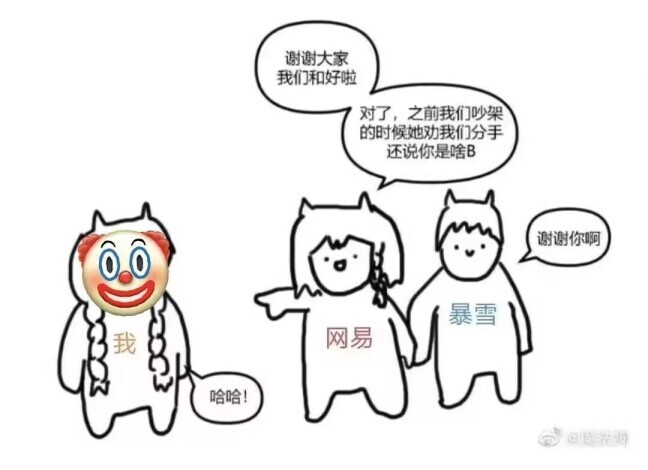 谢谢大家
我们和好啦
对了，之前我们吵架
的时候她劝我们分手
还说你是啥B
谢谢你啊
我
网易
暴雪
哈哈！